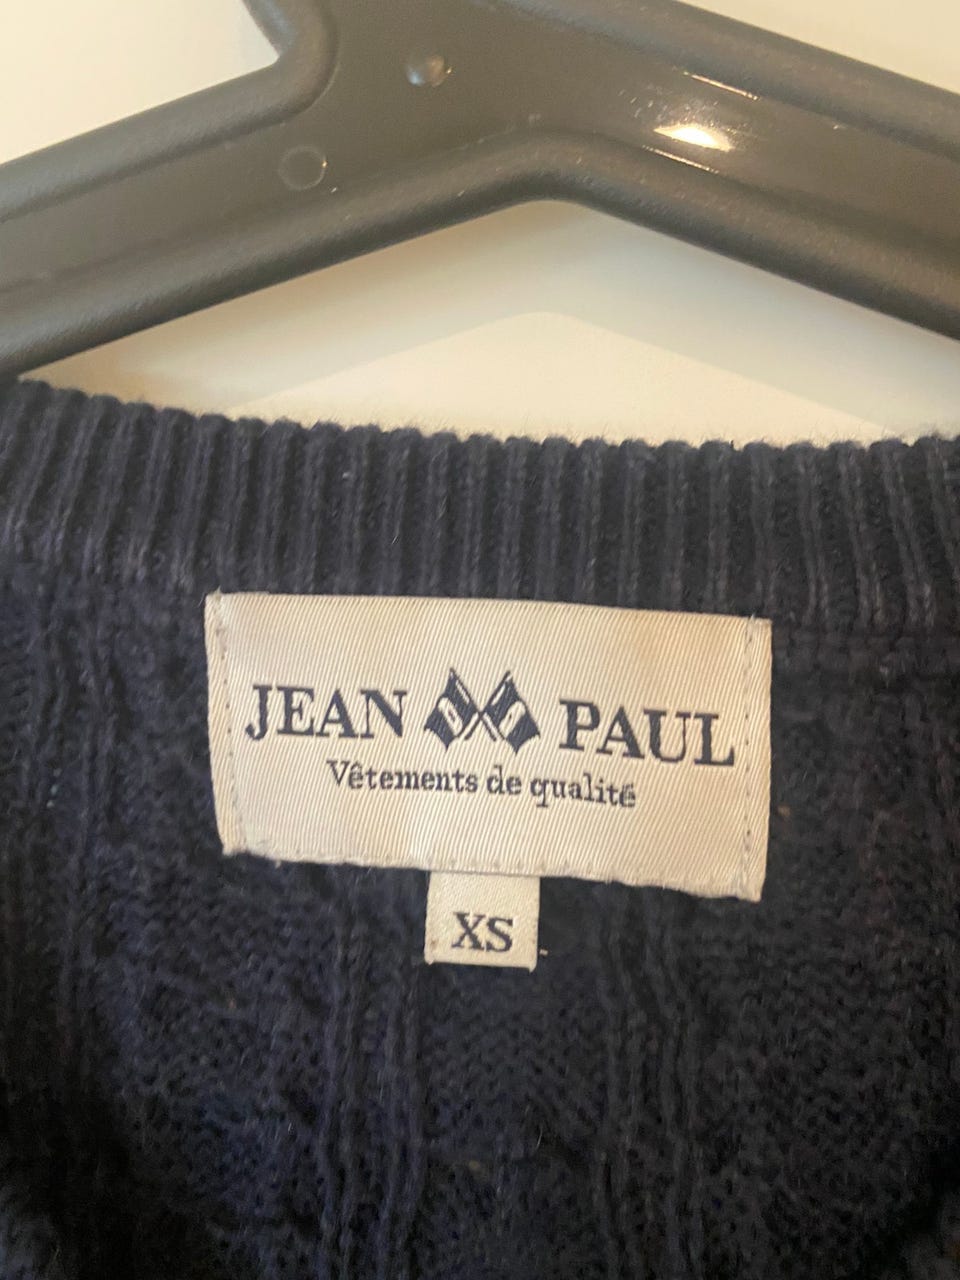 JEAN PAUL
Vêtements de qualité
XS